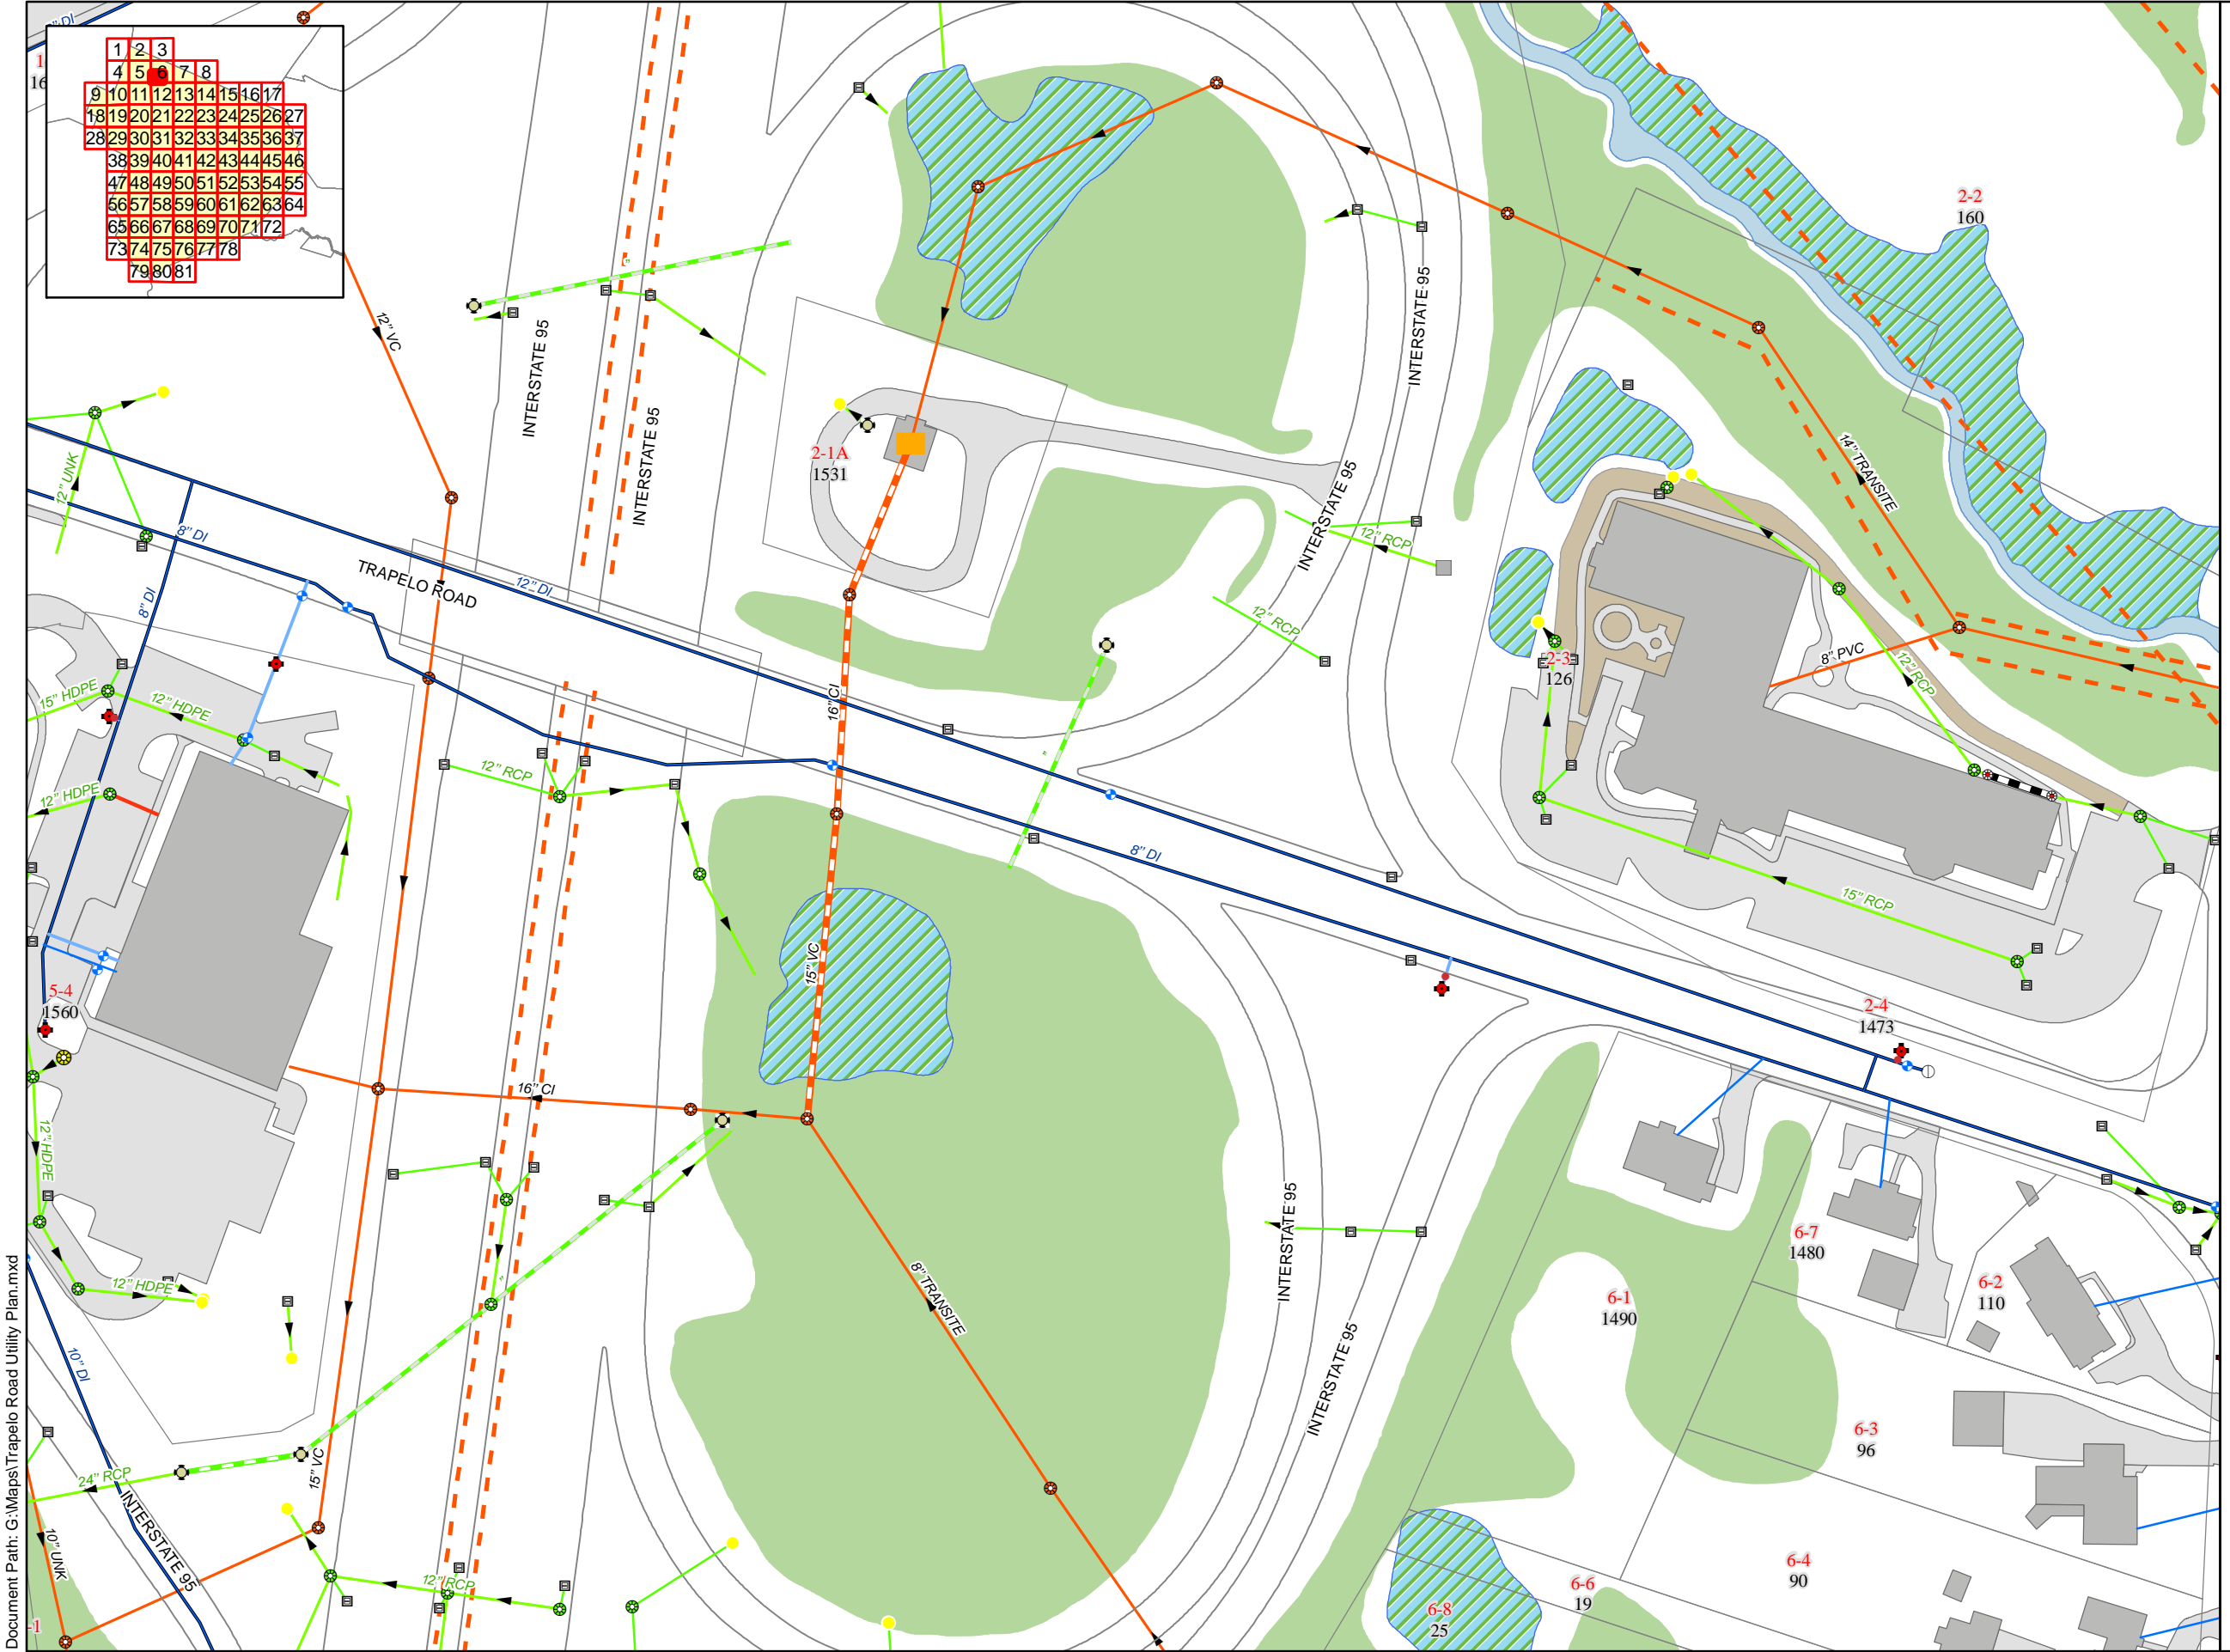 1 2 3
4 5 6 7 8
9 10 11 12 13 14 15 16 17
18 19 20 21 22 23 24 25 26 27
28 29 30 31 32 33 34 35 36 37
38 39 40 41 42 43 44 45 46
47 48 49 50 51 52 53 54 55
56 57 58 59 60 61 62 63 64
65 66 67 68 69 70 71 72
73 74 75 76 77 78
79 80 81
12" VC
INTERSTATE 95
INTERSTATE 95
INTERSTATE 95
INTERSTATE 95
2-2
160
2-1A
1531
12" UNK
8" DI
8" DI
TRAPELO ROAD
12" DI
12" RCP
12" RCP
14" TRANSITE
8" PVC
12" RCP
2-3
126
15" HDPE
12" HDPE
12" HDPE
12" RCP
16" CI
8" DI
15" RCP
15" VC
5-4
1560
2-4
1473
16" CI
12" HDPE
12" HDPE
8" TRANSITE
INTERSTATE 95
INTERSTATE 95
6-7
1480
6-1
1490
6-2
110
10" DI
6-3
96
24" RCP
15" VC
INTERSTATE 95
10" UNK
12" RCP
6-4
90
6-6
19
6-8
25
-1
Document Path: G:\Maps\Trapelo Road Utility Plan.mxd